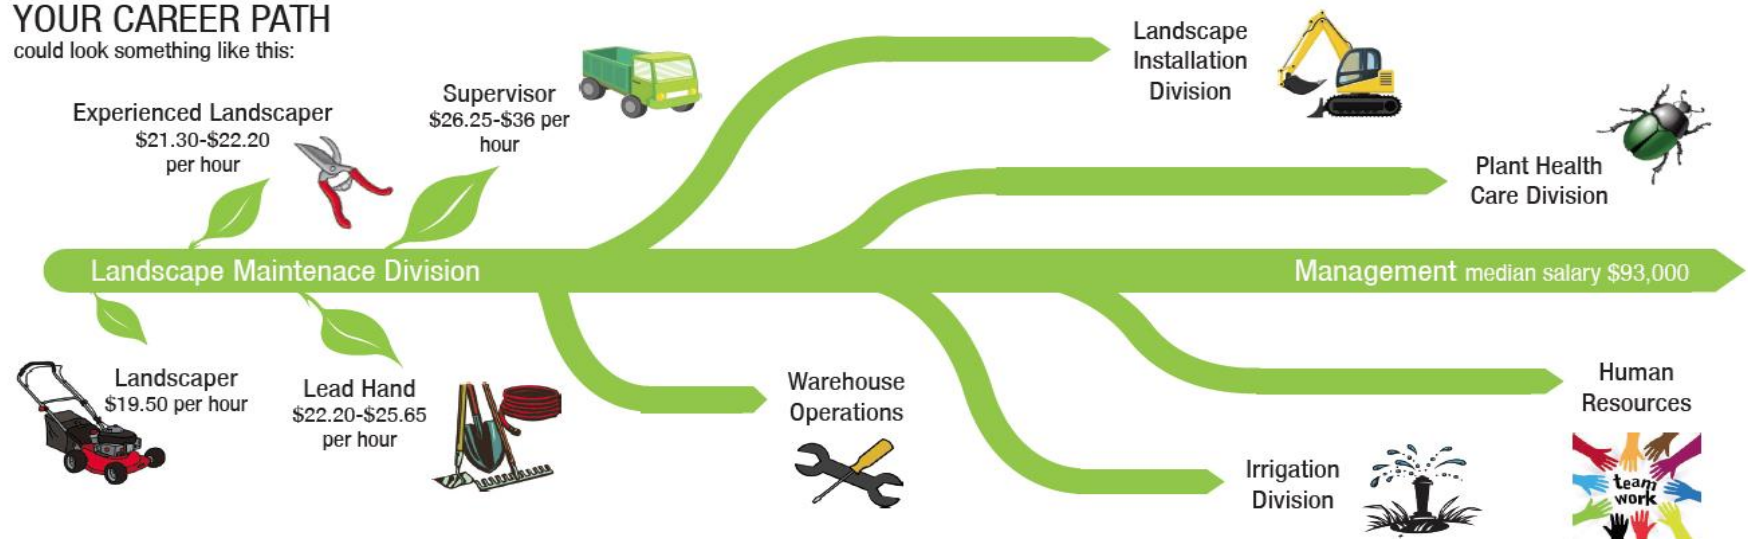 YOUR CAREER PATH
could look something like this:
Experienced Landscaper
$21.30-$22.20
per hour
Supervisor
$26.25-$36 per
hour
Landscape
Installation
Division
Plant Health
Care Division
Landscape Maintenace Division
Management median salary $93,000
Landscaper
$19.50 per hour
Lead Hand
$22.20-$25.65
per hour
Warehouse
Operations
Irrigation
Division
Human
Resources
team
work